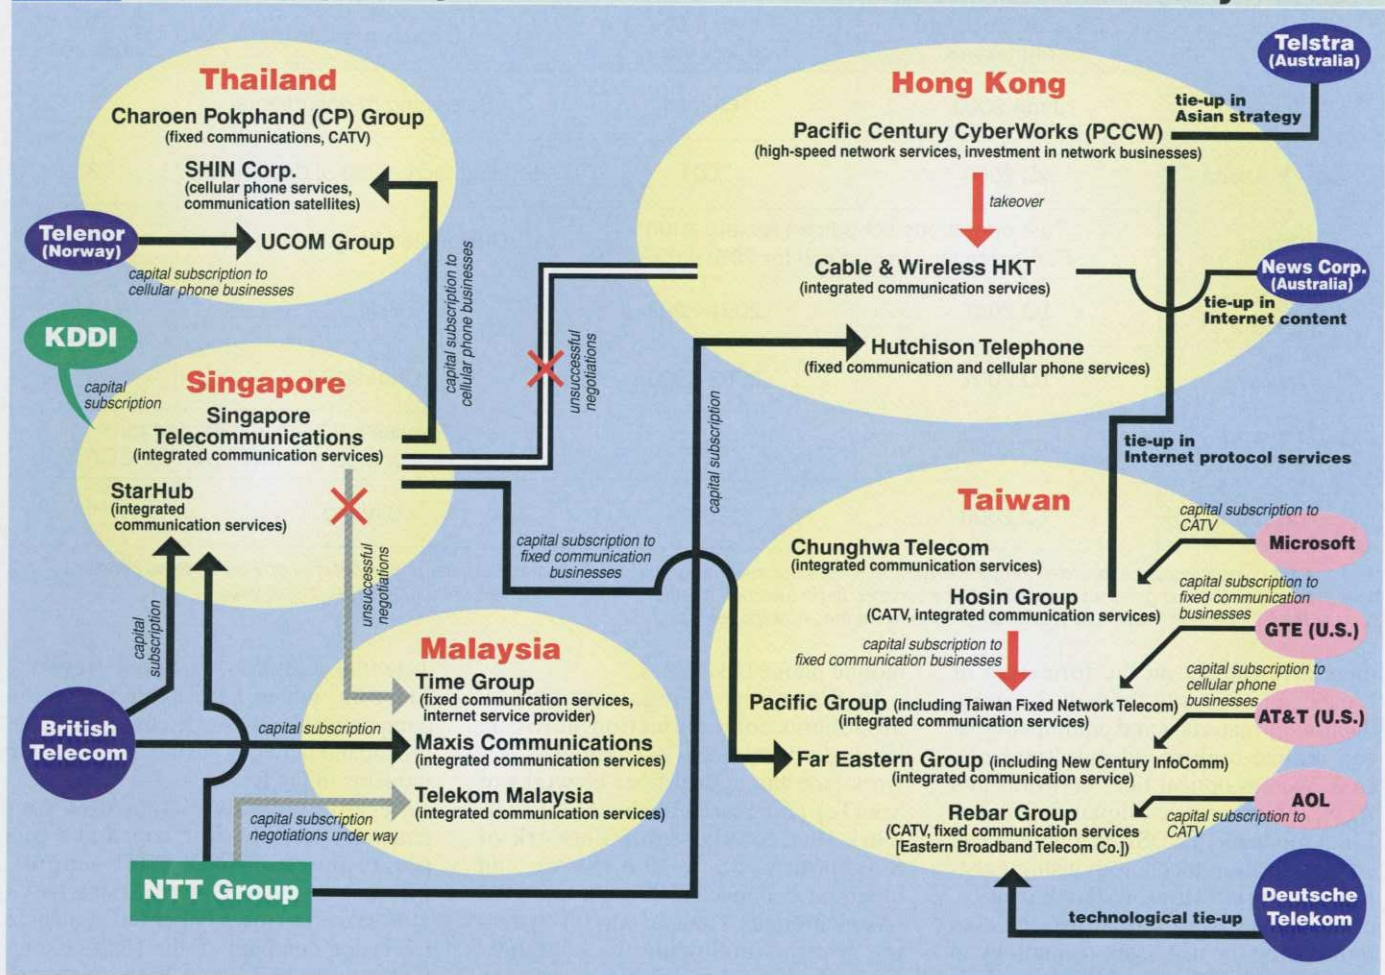 Thailand
Charoen Pokphand (CP) Group
(fixed communications, CATV)
SHIN Corp.
(cellular phone services,
communication satellites)
Telenor
(Norway)
UCOM Group
capital subscription to
cellular phone businesses
capital subscription to
cellular phone businesses
KDDI
capital
subscription
Singapore
Singapore
Telecommunications
(integrated communication services)
StarHub
(integrated
communication services)
unsuccessful
negotiations
unsuccessful
negotiations
capital subscription to
fixed communication
businesses
capital
subscription
British
Telecom
capital subscription
Malaysia
Time Group
(fixed communication services,
internet service provider)
Maxis Communications
(integrated communication services)
Telekom Malaysia
(integrated communication services)
capital subscription
negotiations under way
NTT Group
capital subscription
Hong Kong
Telstra
(Australia)
tie-up in
Asian strategy
Pacific Century CyberWorks (PCCW)
(high-speed network services, investment in network businesses)
takeover
Cable & Wireless HKT
(integrated communication services)
News Corp.
(Australia)
tie-up in
Internet content
Hutchison Telephone
(fixed communication and cellular phone services)
tie-up in
Internet protocol services
Taiwan
Chunghwa Telecom
(integrated communication services)
capital subscription to
CATV
Microsoft
Hosin Group
(CATV, integrated communication services)
capital subscription to
fixed communication
businesses
GTE (U.S.)
capital subscription to
fixed communication businesses
Pacific Group (including Taiwan Fixed Network Telecom)
(integrated communication services)
capital subscription to
cellular phone
businesses
AT&T (U.S.)
Far Eastern Group (including New Century InfoComm)
(integrated communication service)
Rebar Group
(CATV, fixed communication services
[Eastern Broadband Telecom Co.])
AOL
capital subscription to
CATV
technological tie-up
Deutsche
Telekom